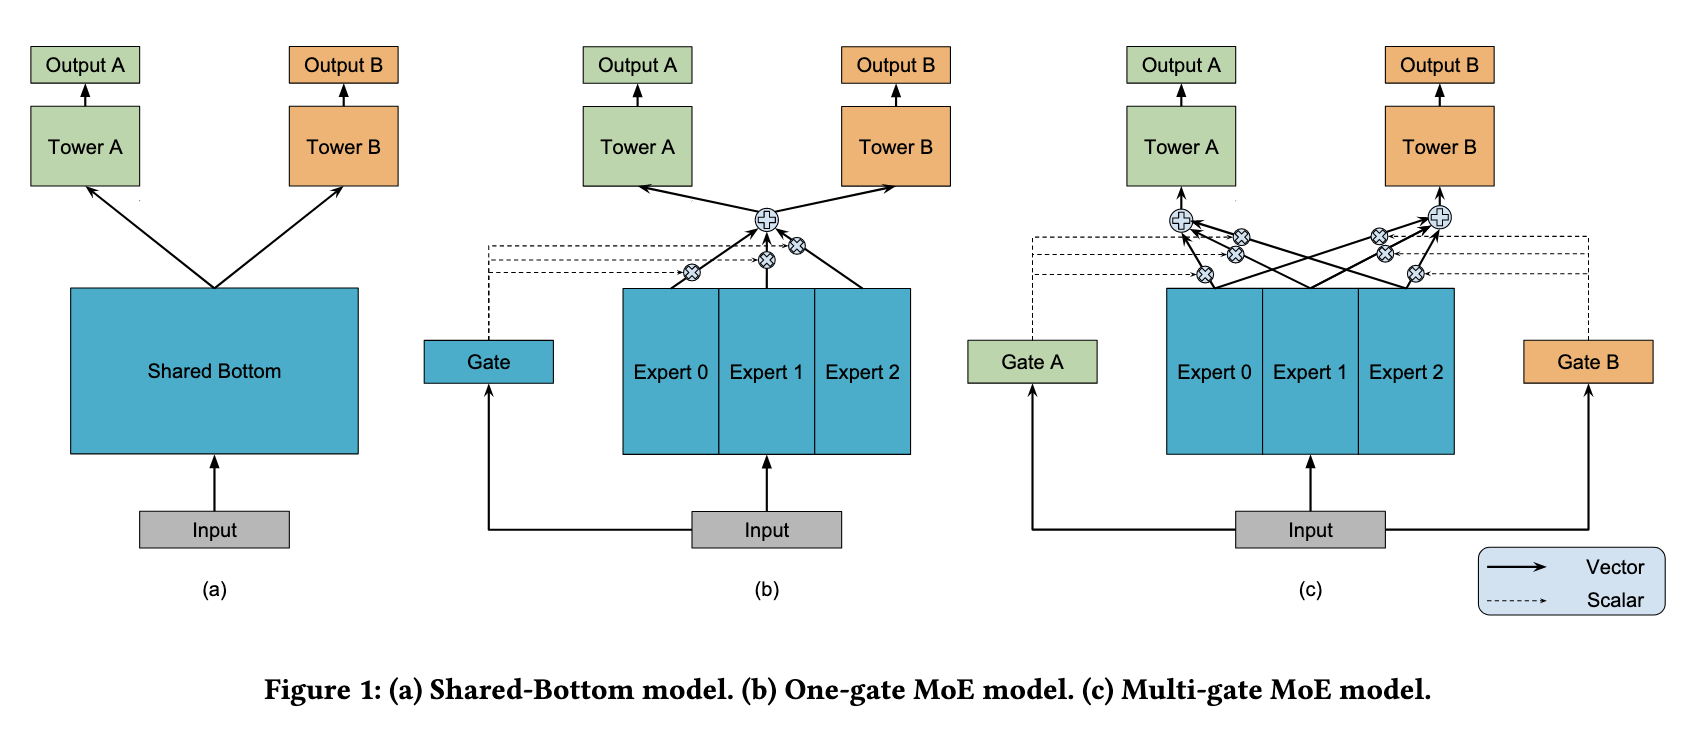 Output A
Output B
Tower A
Tower B
Shared Bottom
Input
(a)
Output A
Output B
Tower A
Tower B
Gate
Expert 0
Expert 1
Expert 2
Input
(b)
Output A
Output B
Tower A
Tower B
Gate A
Expert 0
Expert 1
Expert 2
Gate B
Input
(c)
Vector
Scalar
Figure 1: (a) Shared-Bottom model. (b) One-gate MoE model. (c) Multi-gate MoE model.